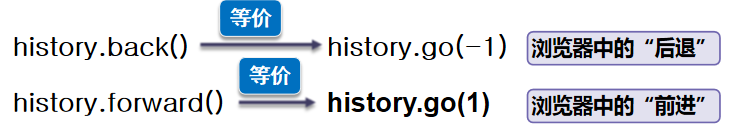 等价
history.back() history.go(-1) 浏览器中的“后退”
等价
history.forward() history.go(1) 浏览器中的“前进”